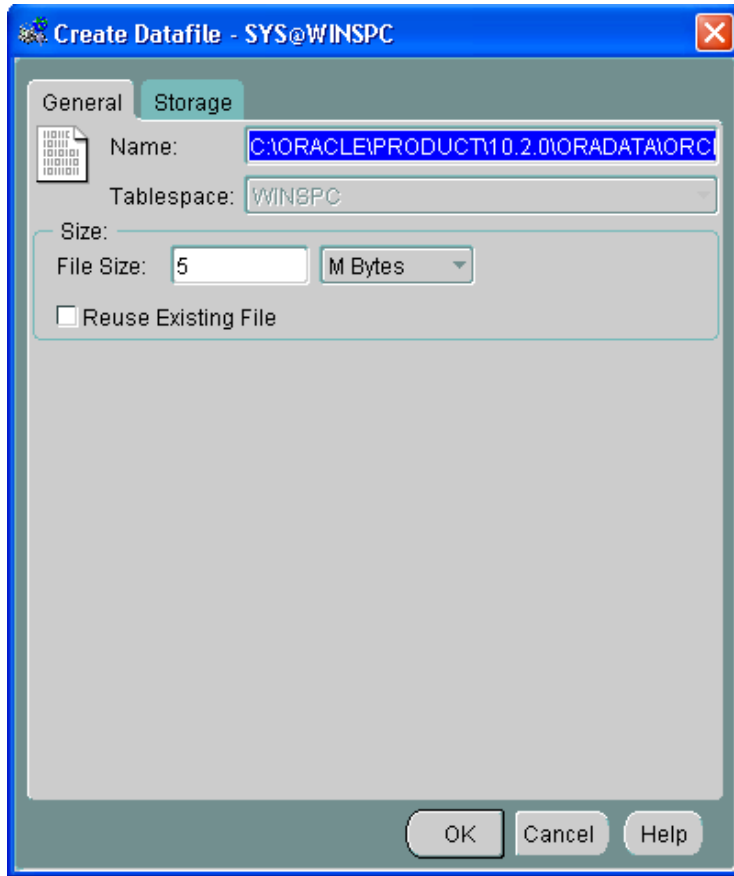 Create Datafile - SYS@WINSPC
General Storage
Name: C:\ORACLE\PRODUCT\10.2.0\ORADATA\ORCL
Tablespace: WINSPC
Size:
File Size: 5 M Bytes
Reuse Existing File
OK Cancel Help